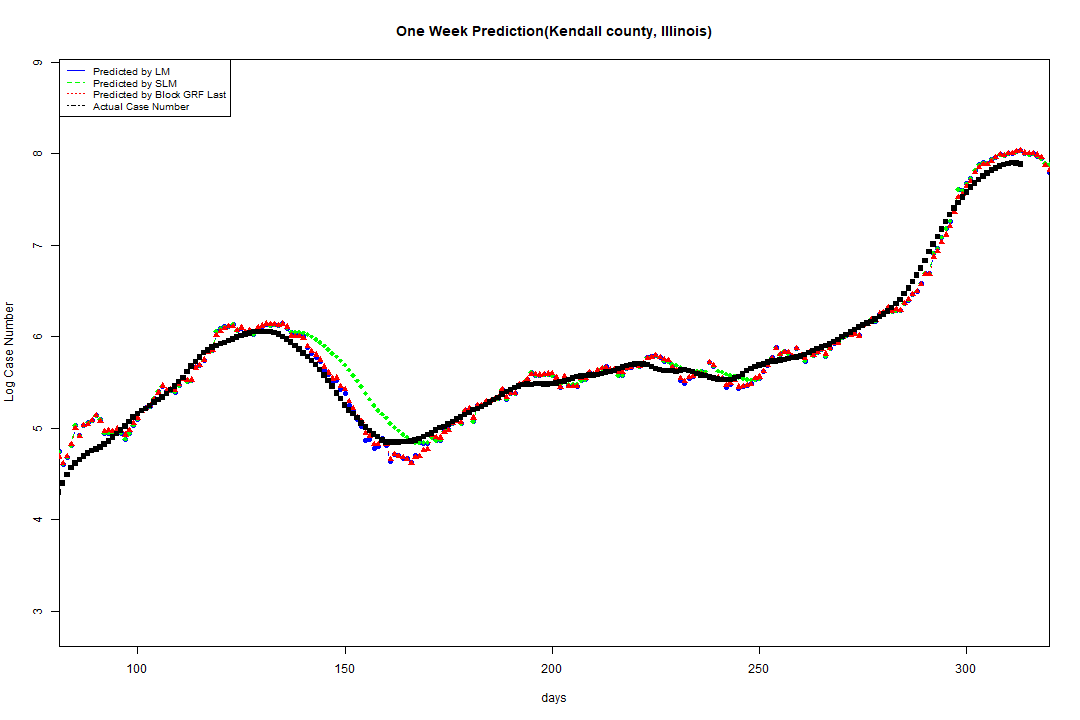 One Week Prediction(Kendall county, Illinois)
Predicted by LM
Predicted by SLM
Predicted by Block GRF Last
Actual Case Number
Log Case Number
9
8
7
6
5
4
3
100 150 200 250 300
days